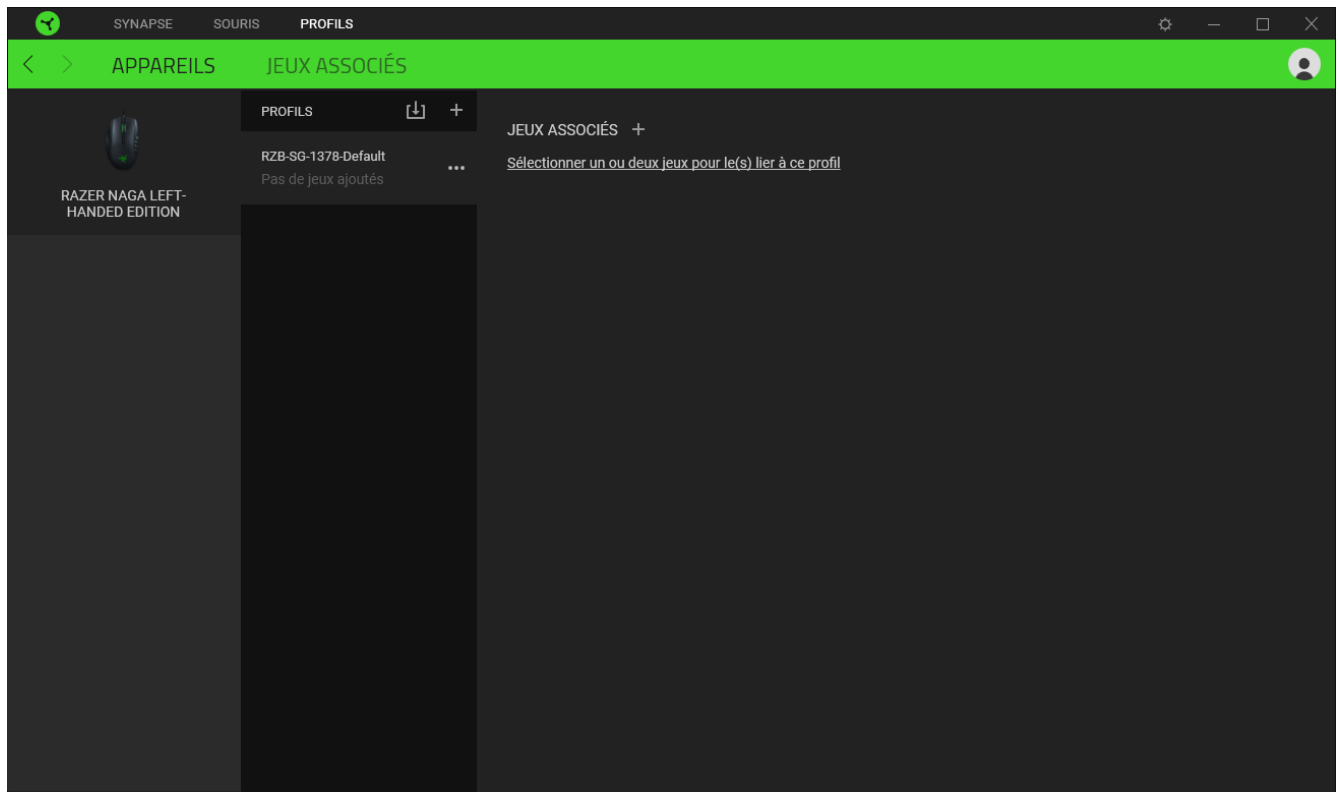 SYNAPSE SOURIS PROFILS
APPAREILS JEUX ASSOCIÉS
PROFILS
RZB-SG-1378-Default
Pas de jeux ajoutés
RAZER NAGA LEFT-
HANDED EDITION
JEUX ASSOCIÉS +
Sélectionner un ou deux jeux pour le(s) lier à ce profil